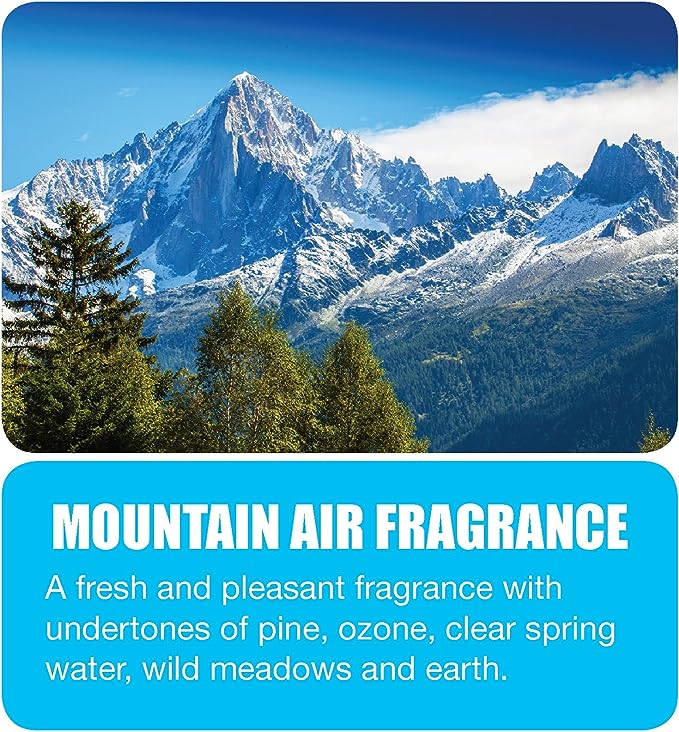 MOUNTAIN AIR FRAGRANCE
A fresh and pleasant fragrance with
undertones of pine, ozone, clear spring
water, wild meadows and earth.